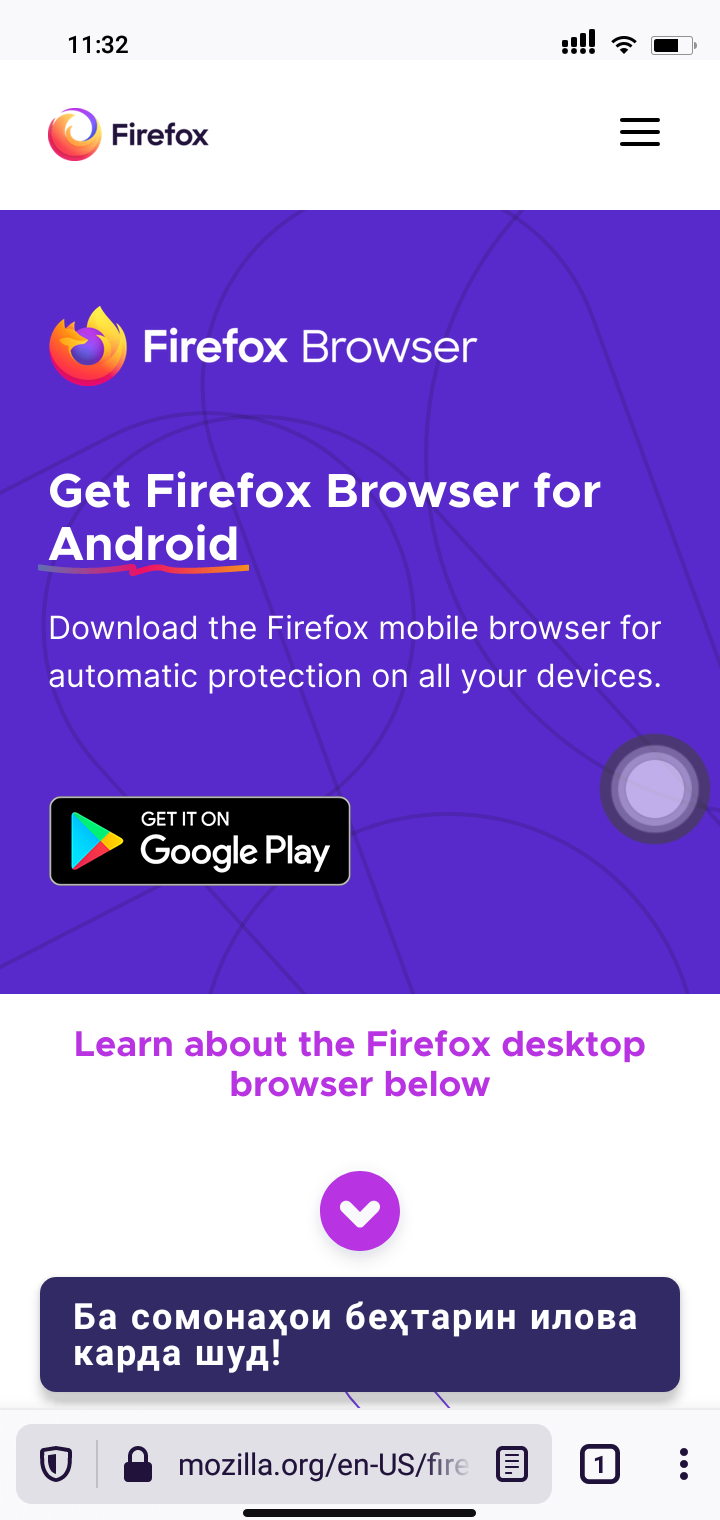 11:32
Firefox
Firefox Browser
Get Firefox Browser for
Android
Download the Firefox mobile browser for
automatic protection on all your devices.
GET IT ON
Google Play
Learn about the Firefox desktop
browser below
Ба сомонаҳои беҳтарин илова
карда шуд!
mozilla.org/en-US/fire
1